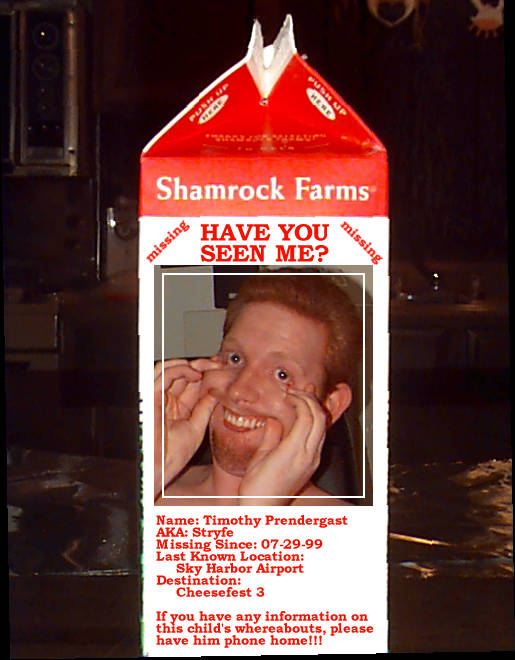 PUSH UP
HERE
PUSH UP
HERE
Shamrock Farms
missing
HAVE YOU
SEEN ME?
missing
Name: Timothy Prendergast
AKA: Stryfe
Missing Since: 07-29-99
Last Known Location:
Sky Harbor Airport
Destination:
Cheesefest 3
If you have any information on
this child's whereabouts, please
have him phone home!!!